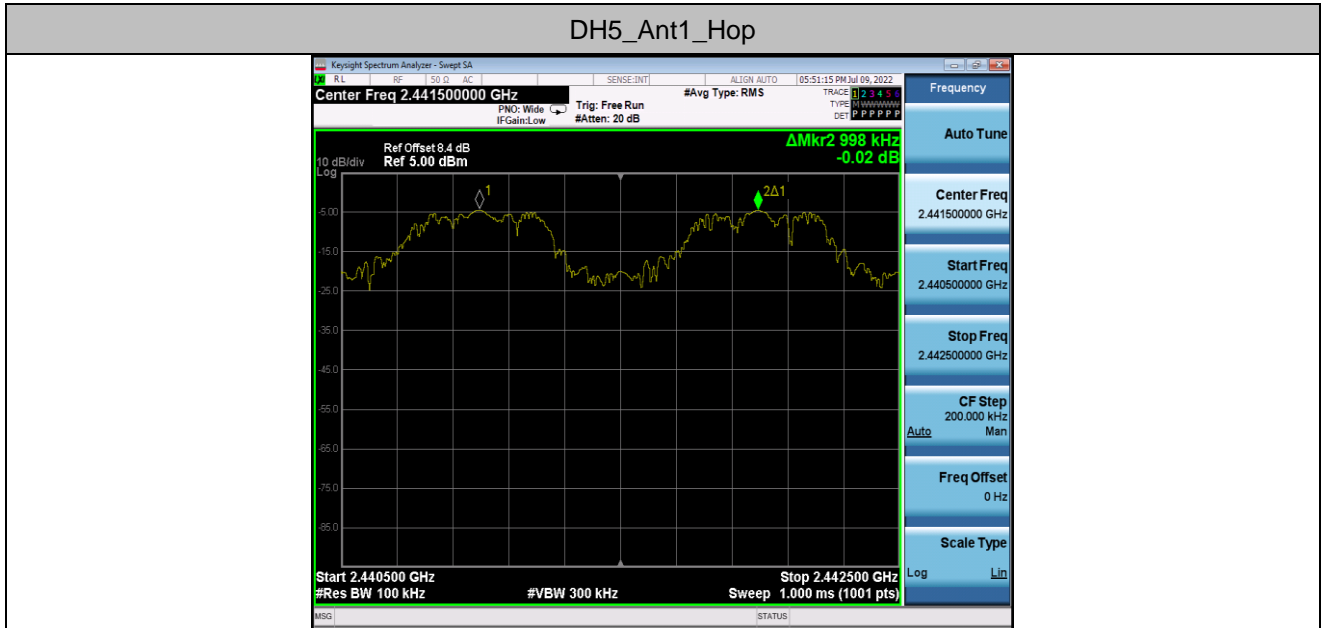 DH5_Ant1_Hop
Keysight Spectrum Analyzer - Swept SA
RL RF 50 Ω AC SENSE:INT ALIGN AUTO 05:51:15 PM Jul 09, 2022
Center Freq 2.441500000 GHz
PNO: Wide
IFGain:Low
Trig: Free Run
#Atten: 20 dB
#Avg Type: RMS
TRACE 1 2 3 4 5 6
TYPE M WWWWW
DET P P P P P P
Frequency
Auto Tune
Center Freq
2.441500000 GHz
Start Freq
2.440500000 GHz
Stop Freq
2.442500000 GHz
CF Step
200.000 kHz
Auto Man
Freq Offset
0 Hz
Scale Type
Log Lin
ΔMkr2 998 kHz
-0.02 dB
Ref Offset 8.4 dB
10 dB/div Ref 5.00 dBm
Log
1
2Δ1
-5.00
-15.0
-25.0
-35.0
-45.0
-55.0
-65.0
-75.0
-85.0
Start 2.440500 GHz Stop 2.442500 GHz
#Res BW 100 kHz #VBW 300 kHz Sweep 1.000 ms (1001 pts)
MSG STATUS